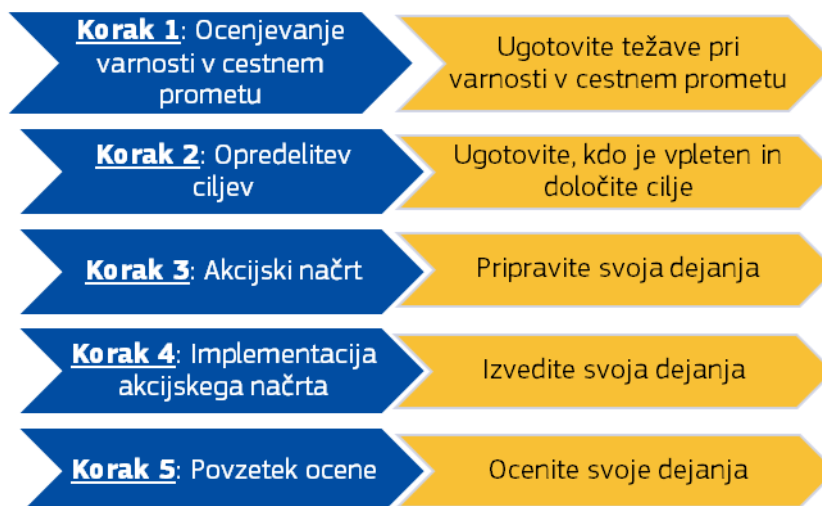 Korak 1: Ocenjevanje
varnosti v cestnem
prometu
Ugotovite težave pri
varnosti v cestnem prometu
Korak 2: Opredelitev
ciljev
Ugotovite, kdo je vpleten in
določite cilje
Korak 3: Akcijski načrt
Pripravite svoja dejanja
Korak 4: Implementacija
akcijskega načrta
Izvedite svoja dejanja
Korak 5: Povzetek ocene
Ocenite svoje dejanja